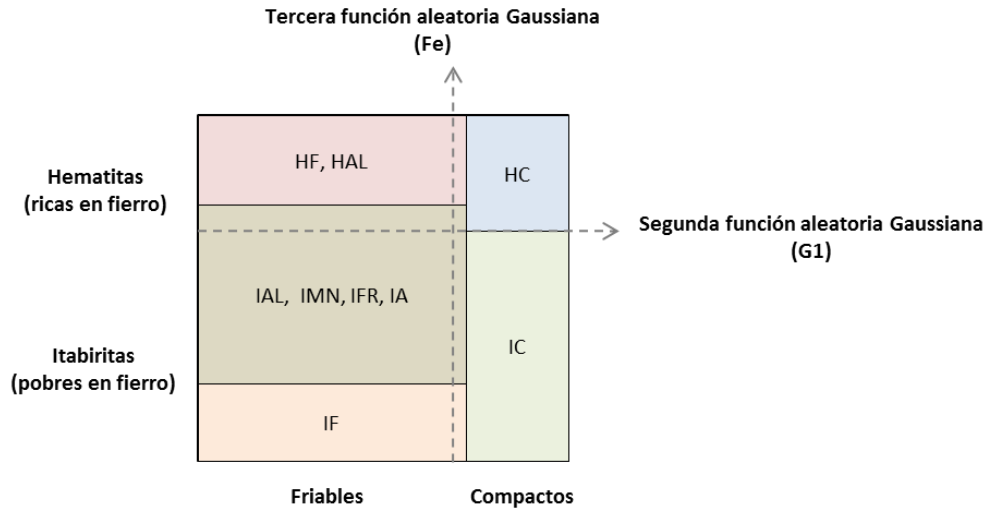 Tercera función aleatoria Gaussiana
(Fe)
HF, HAL
HC
Hematitas
(ricas en fierro)
Segunda función aleatoria Gaussiana
(G1)
IAL, IMN, IFR, IA
IC
Itabiritas
(pobres en fierro)
IF
Friables
Compactos